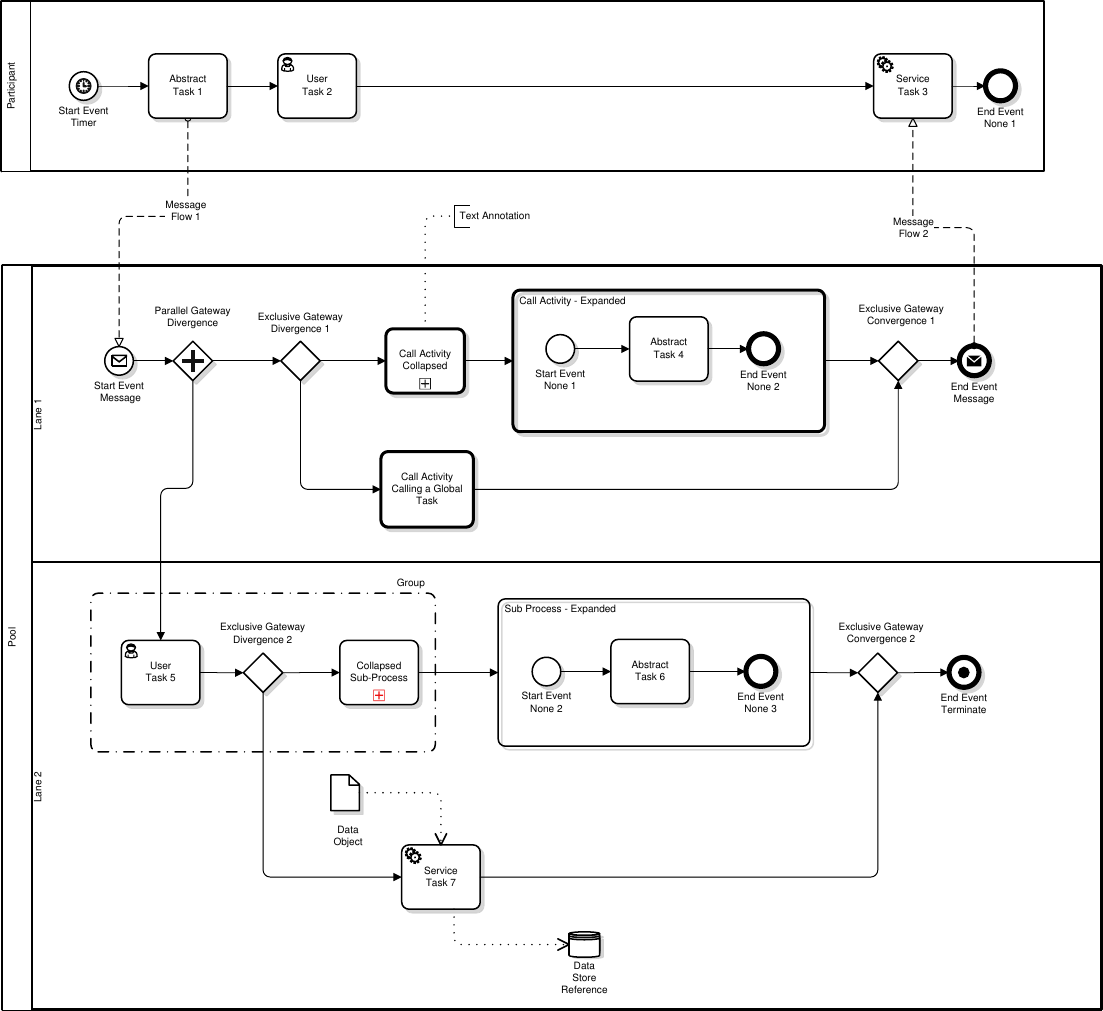 Participant
Start Event
Timer
Abstract
Task 1
User
Task 2
Service
Task 3
End Event
None 1
Message
Flow 1
Text Annotation
Message
Flow 2
Pool
Lane 1
Start Event
Message
Parallel Gateway
Divergence
Exclusive Gateway
Divergence 1
Call Activity
Collapsed
Call Activity - Expanded
Start Event
None 1
Abstract
Task 4
End Event
None 2
Exclusive Gateway
Convergence 1
End Event
Message
Call Activity
Calling a Global
Task
Lane 2
Group
User
Task 5
Exclusive Gateway
Divergence 2
Collapsed
Sub-Process
Sub Process - Expanded
Start Event
None 2
Abstract
Task 6
End Event
None 3
Exclusive Gateway
Convergence 2
End Event
Terminate
Data
Object
Service
Task 7
Data
Store
Reference